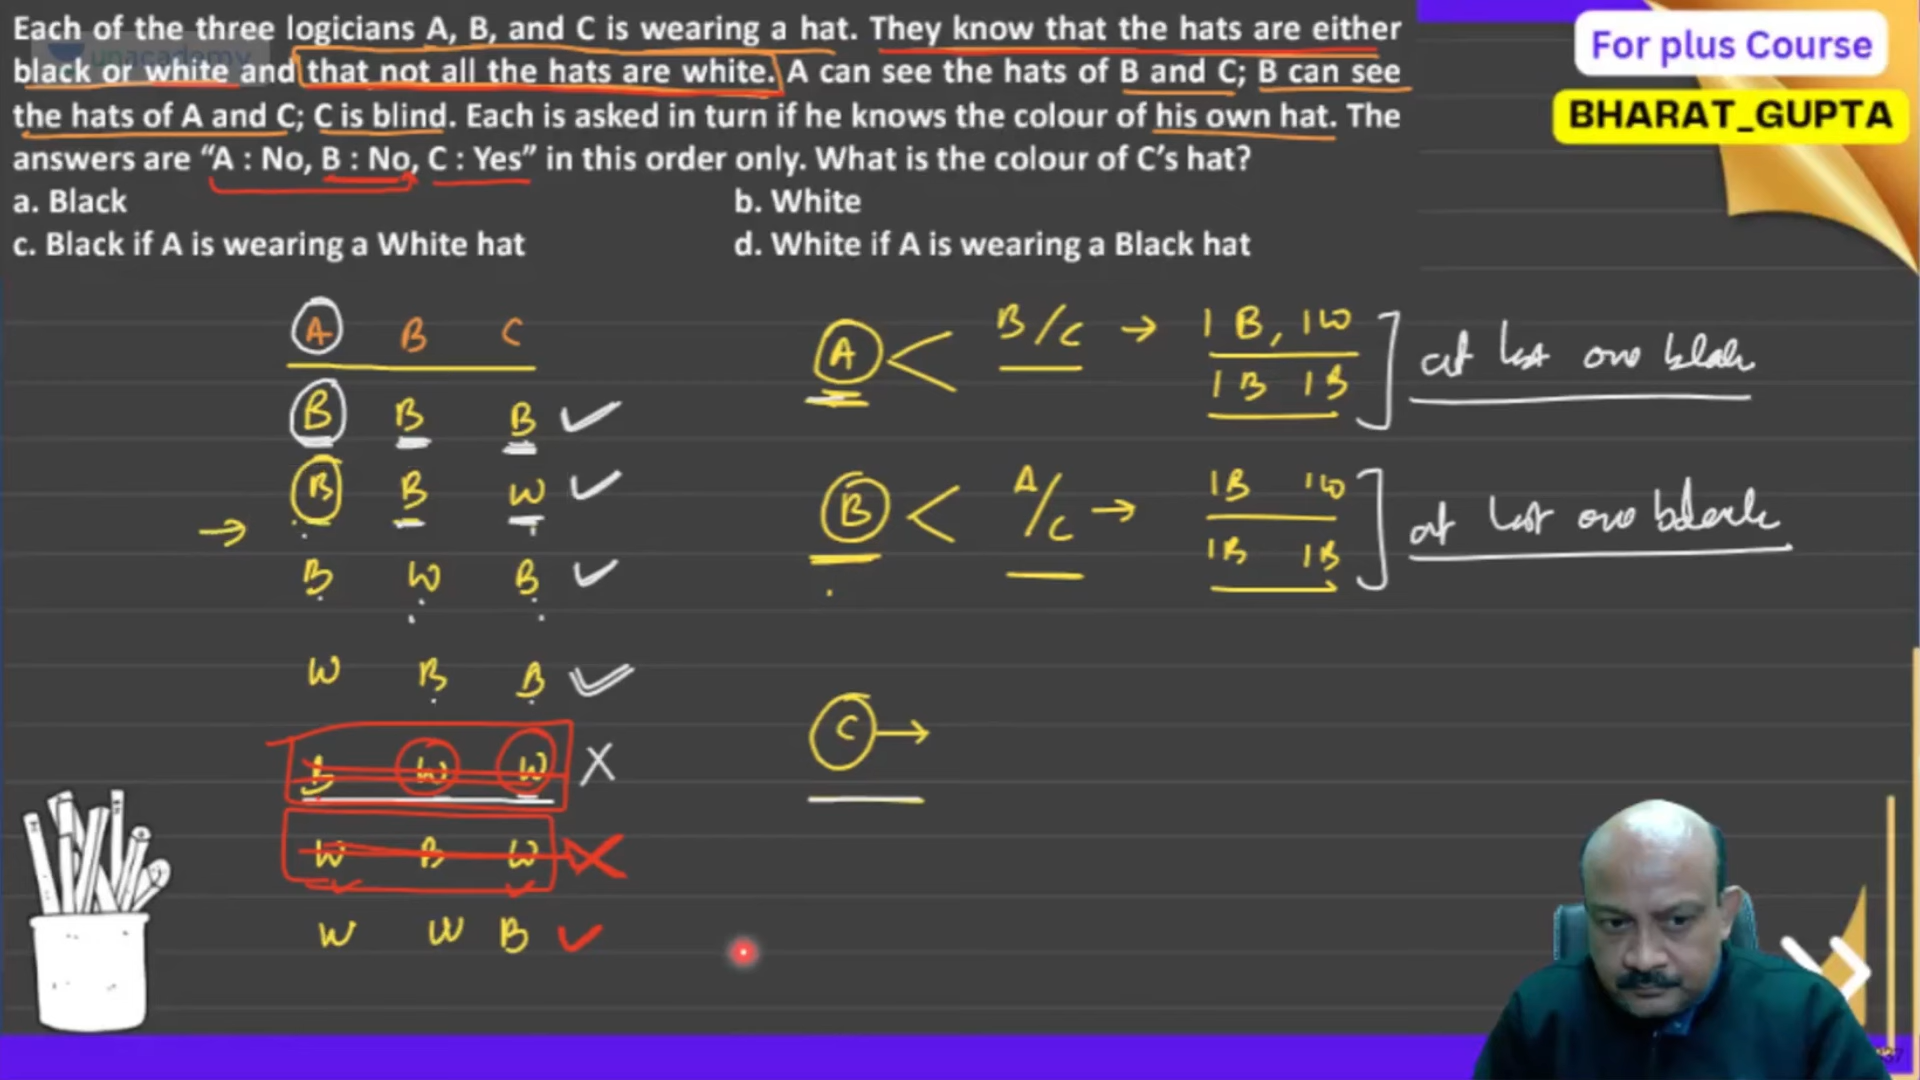 Each of the three logicians A, B, and C is wearing a hat. They know that the hats are either
black or white and that not all the hats are white. A can see the hats of B and C; B can see
the hats of A and C; C is blind. Each is asked in turn if he knows the colour of his own hat. The
answers are “A : No, B : No, C : Yes” in this order only. What is the colour of C’s hat?
a. Black
b. White
c. Black if A is wearing a White hat
d. White if A is wearing a Black hat
unacademy
For plus Course
BHARAT_GUPTA
A B C
B B B
B B W
B W B
W B B
B W W X
W B W
W W B
A B/C → 1B, 1W
1B 1B
at lest one black
B A/C → 1B 1W
1B 1B
at lest one black
C →
37